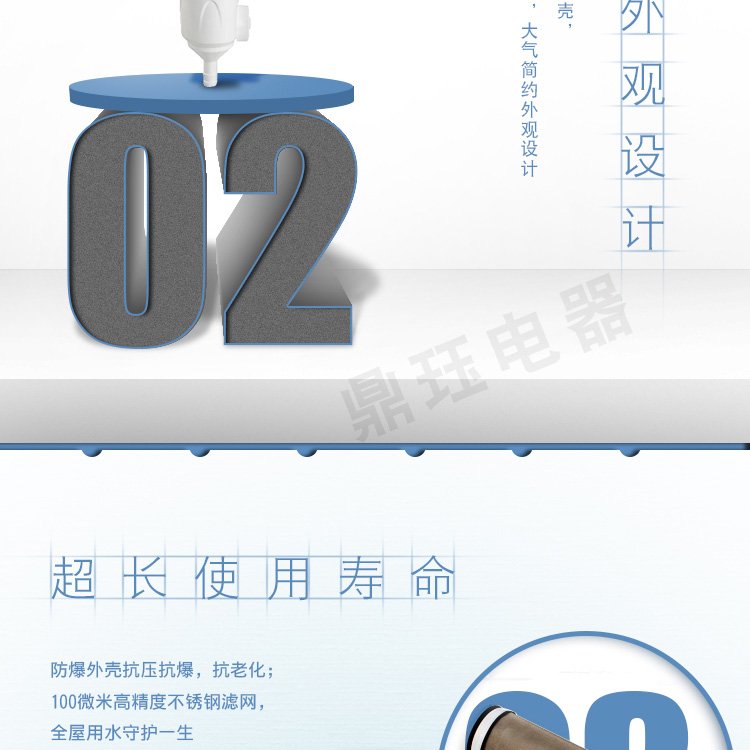 外观设计
壳，
，大气简约外观设计
02
鼎珏电器
超长使用寿命
防爆外壳抗压抗爆，抗老化；
100微米高精度不锈钢滤网，
全屋用水守护一生